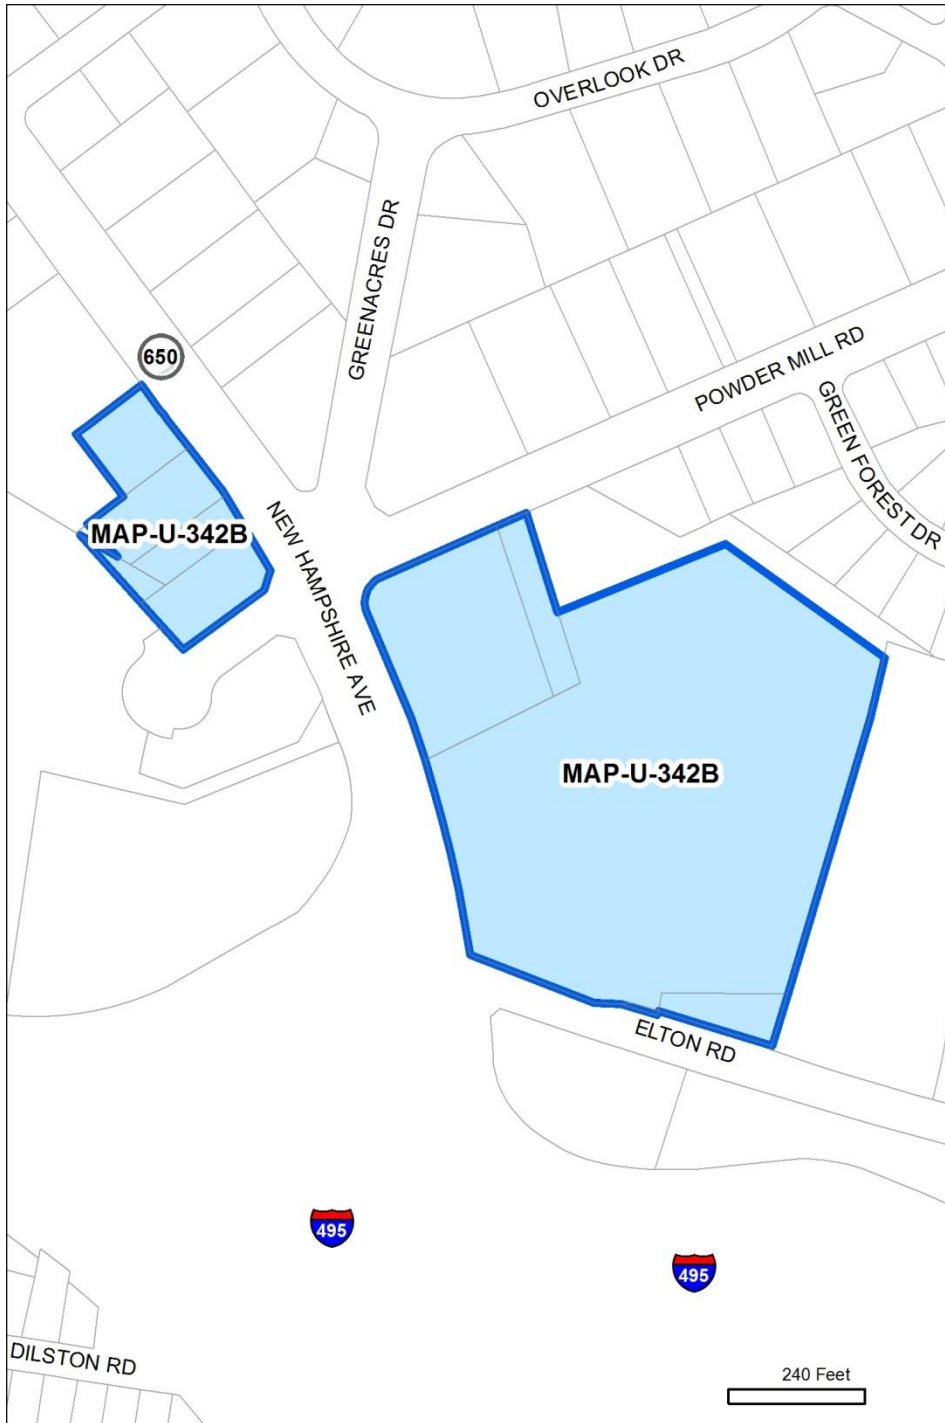 OVERLOOK DR
GREENACRES DR
650
POWDER MILL RD
GREEN FOREST DR
MAP-U-342B
NEW HAMPSHIRE AVE
MAP-U-342B
ELTON RD
495
495
DILSTON RD
240 Feet